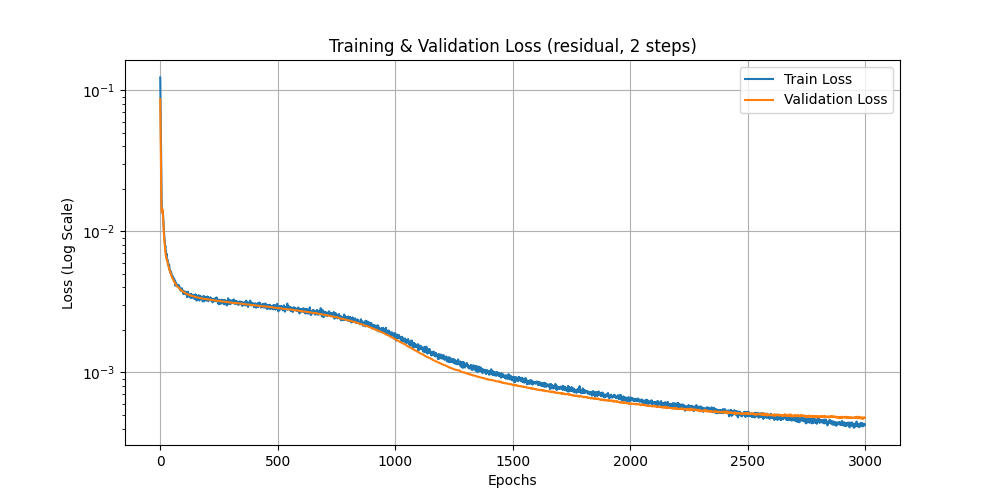 Training & Validation Loss (residual, 2 steps)
Train Loss
Validation Loss
Loss (Log Scale)
10⁻¹
10⁻²
10⁻³
0 500 1000 1500 2000 2500 3000
Epochs